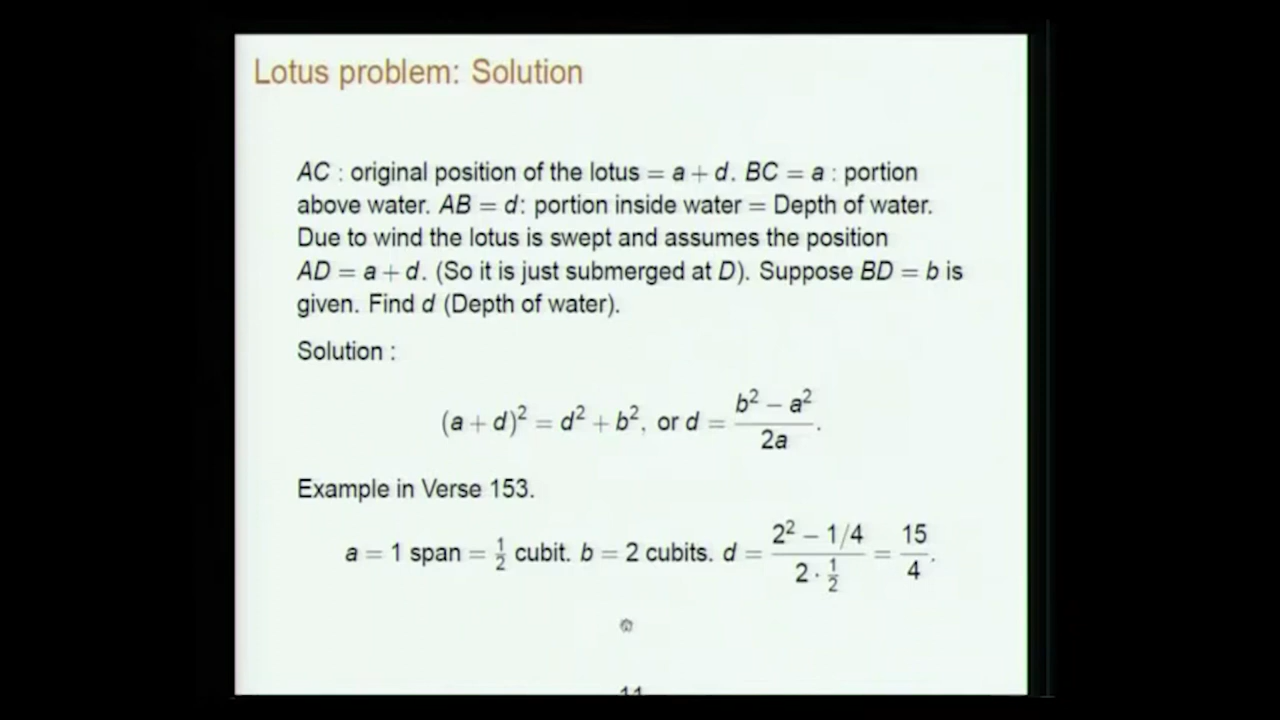 Lotus problem: Solution
AC : original position of the lotus = a + d. BC = a : portion
above water. AB = d: portion inside water = Depth of water.
Due to wind the lotus is swept and assumes the position
AD = a + d. (So it is just submerged at D). Suppose BD = b is
given. Find d (Depth of water).
Solution :
(a + d)² = d² + b², or d = (b² − a²)/(2a).
Example in Verse 153.
a = 1 span = 1/2 cubit. b = 2 cubits. d = (2² − 1/4)/(2 · 1/2) = 15/4.